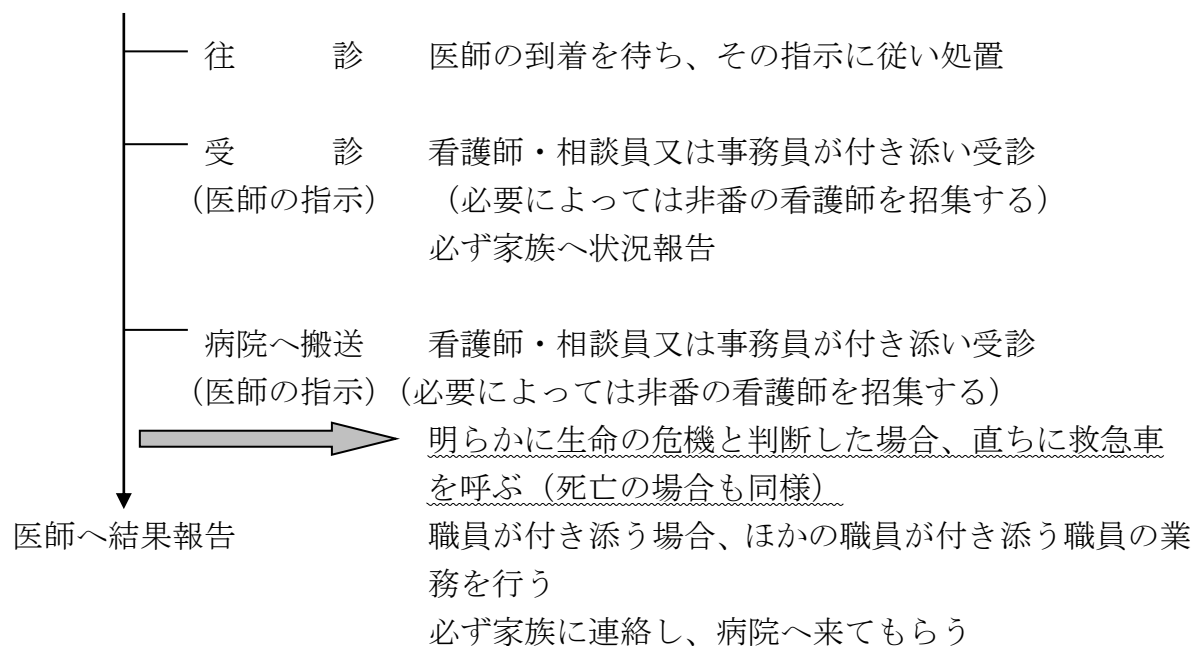 往　　　診　　医師の到着を待ち、その指示に従い処置
受　　　診　　看護師・相談員又は事務員が付き添い受診
（医師の指示）　　（必要によっては非番の看護師を招集する）
必ず家族へ状況報告
病院へ搬送　　看護師・相談員又は事務員が付き添い受診
（医師の指示）（必要によっては非番の看護師を招集する）
明らかに生命の危機と判断した場合、直ちに救急車
を呼ぶ（死亡の場合も同様）
医師へ結果報告　　職員が付き添う場合、ほかの職員が付き添う職員の業
務を行う
必ず家族に連絡し、病院へ来てもらう